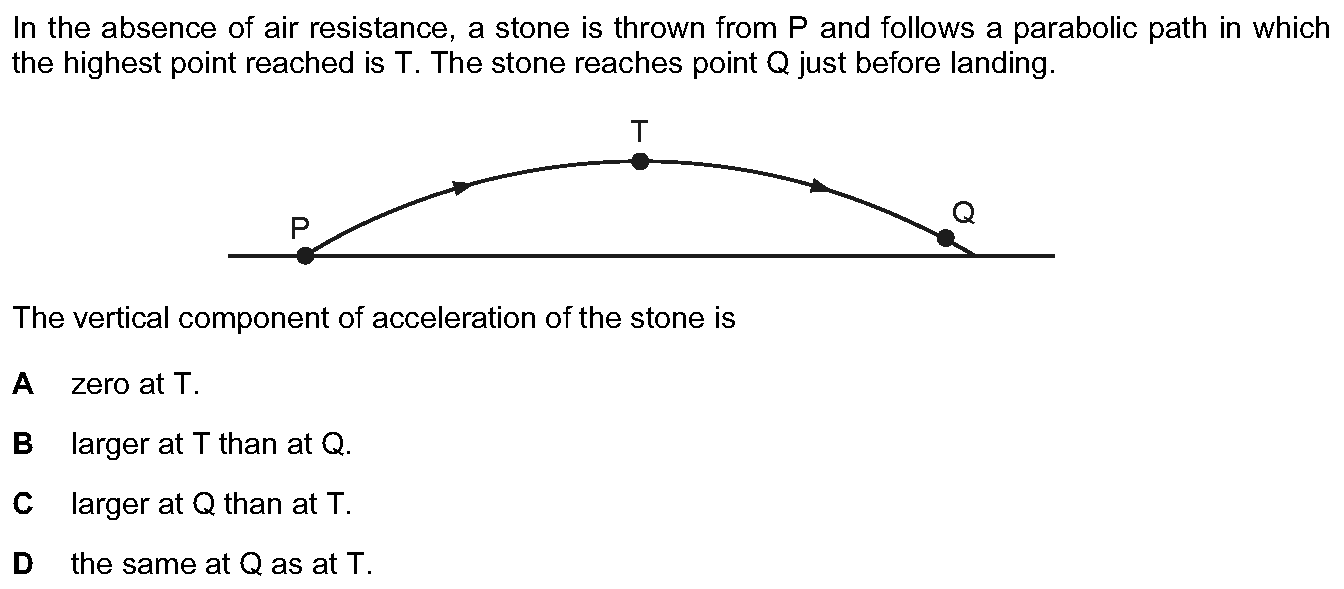 In the absence of air resistance, a stone is thrown from P and follows a parabolic path in which
the highest point reached is T. The stone reaches point Q just before landing.
T
P
Q
The vertical component of acceleration of the stone is
A zero at T.
B larger at T than at Q.
C larger at Q than at T.
D the same at Q as at T.